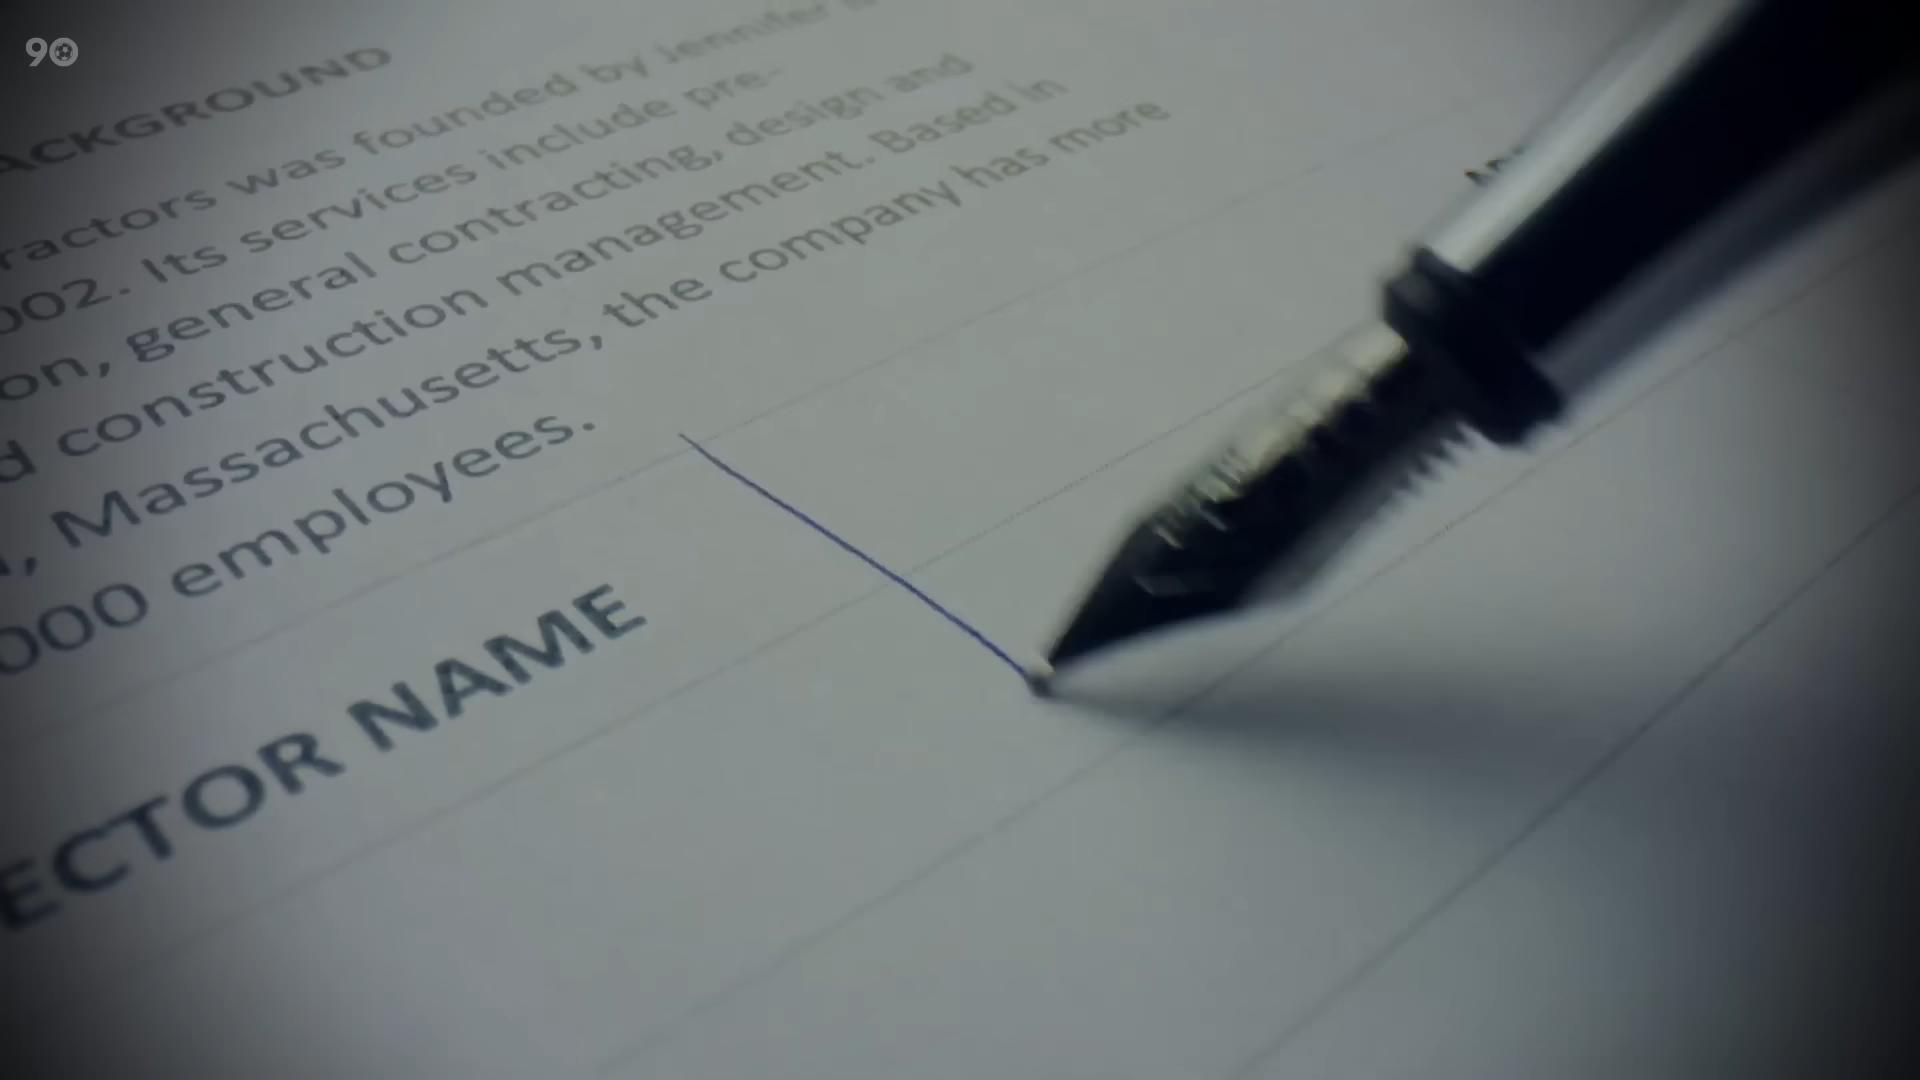 90
ACKGROUND
ractors was founded by Jennifer
002. Its services include pre-
on, general contracting, design and
d construction management. Based in
, Massachusetts, the company has more
000 employees.
ECTOR NAME